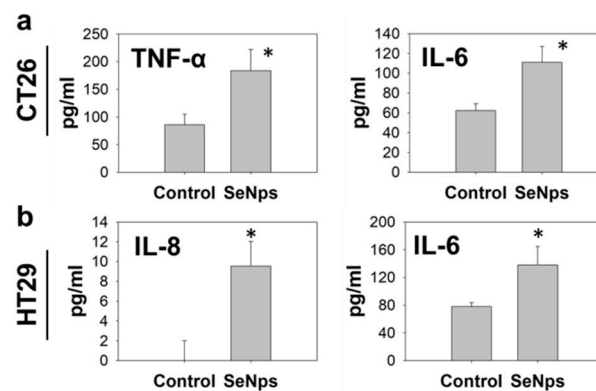 a
CT26
TNF-α
*
pg/ml
250
200
150
100
50
0
Control SeNps
IL-6
*
pg/ml
140
120
100
80
60
40
20
0
Control SeNps
b
HT29
IL-8
*
pg/ml
14
12
10
8
6
4
2
0
Control SeNps
IL-6
*
pg/ml
200
160
120
80
40
0
Control SeNps